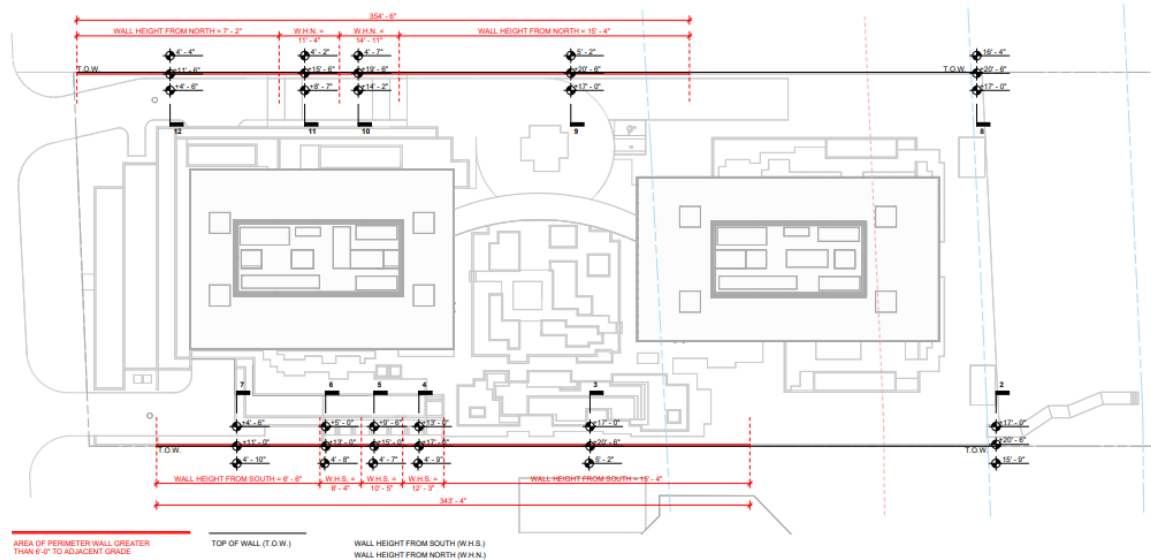 354' - 6"
WALL HEIGHT FROM NORTH = 7' - 2"
W.H.N. =
11' - 4"
W.H.N. =
14' - 11"
WALL HEIGHT FROM NORTH = 15' - 4"
4' - 4"
4' - 2"
4' - 7"
5' - 2"
16' - 4"
T.O.W.
+11' - 6"
+15' - 6"
+19' - 6"
+20' - 6"
T.O.W.
+20' - 6"
+4' - 6"
+8' - 7"
+14' - 2"
+17' - 0"
+17' - 0"
12
11
10
9
8
7
6
5
4
3
2
+4' - 6"
+5' - 0"
+9' - 6"
+13' - 0"
+17' - 0"
+17' - 0"
T.O.W.
+11' - 0"
+13' - 0"
+15' - 0"
+17' - 0"
+20' - 6"
T.O.W.
+20' - 6"
4' - 10"
4' - 8"
4' - 7"
4' - 9"
5' - 2"
15' - 9"
WALL HEIGHT FROM SOUTH = 6' - 6"
W.H.S. =
8' - 4"
W.H.S. =
10' - 5"
W.H.S. =
12' - 3"
WALL HEIGHT FROM SOUTH = 15' - 4"
343' - 4"
AREA OF PERIMETER WALL GREATER
THAN 6'-0" TO ADJACENT GRADE
TOP OF WALL (T.O.W.)
WALL HEIGHT FROM SOUTH (W.H.S.)
WALL HEIGHT FROM NORTH (W.H.N.)